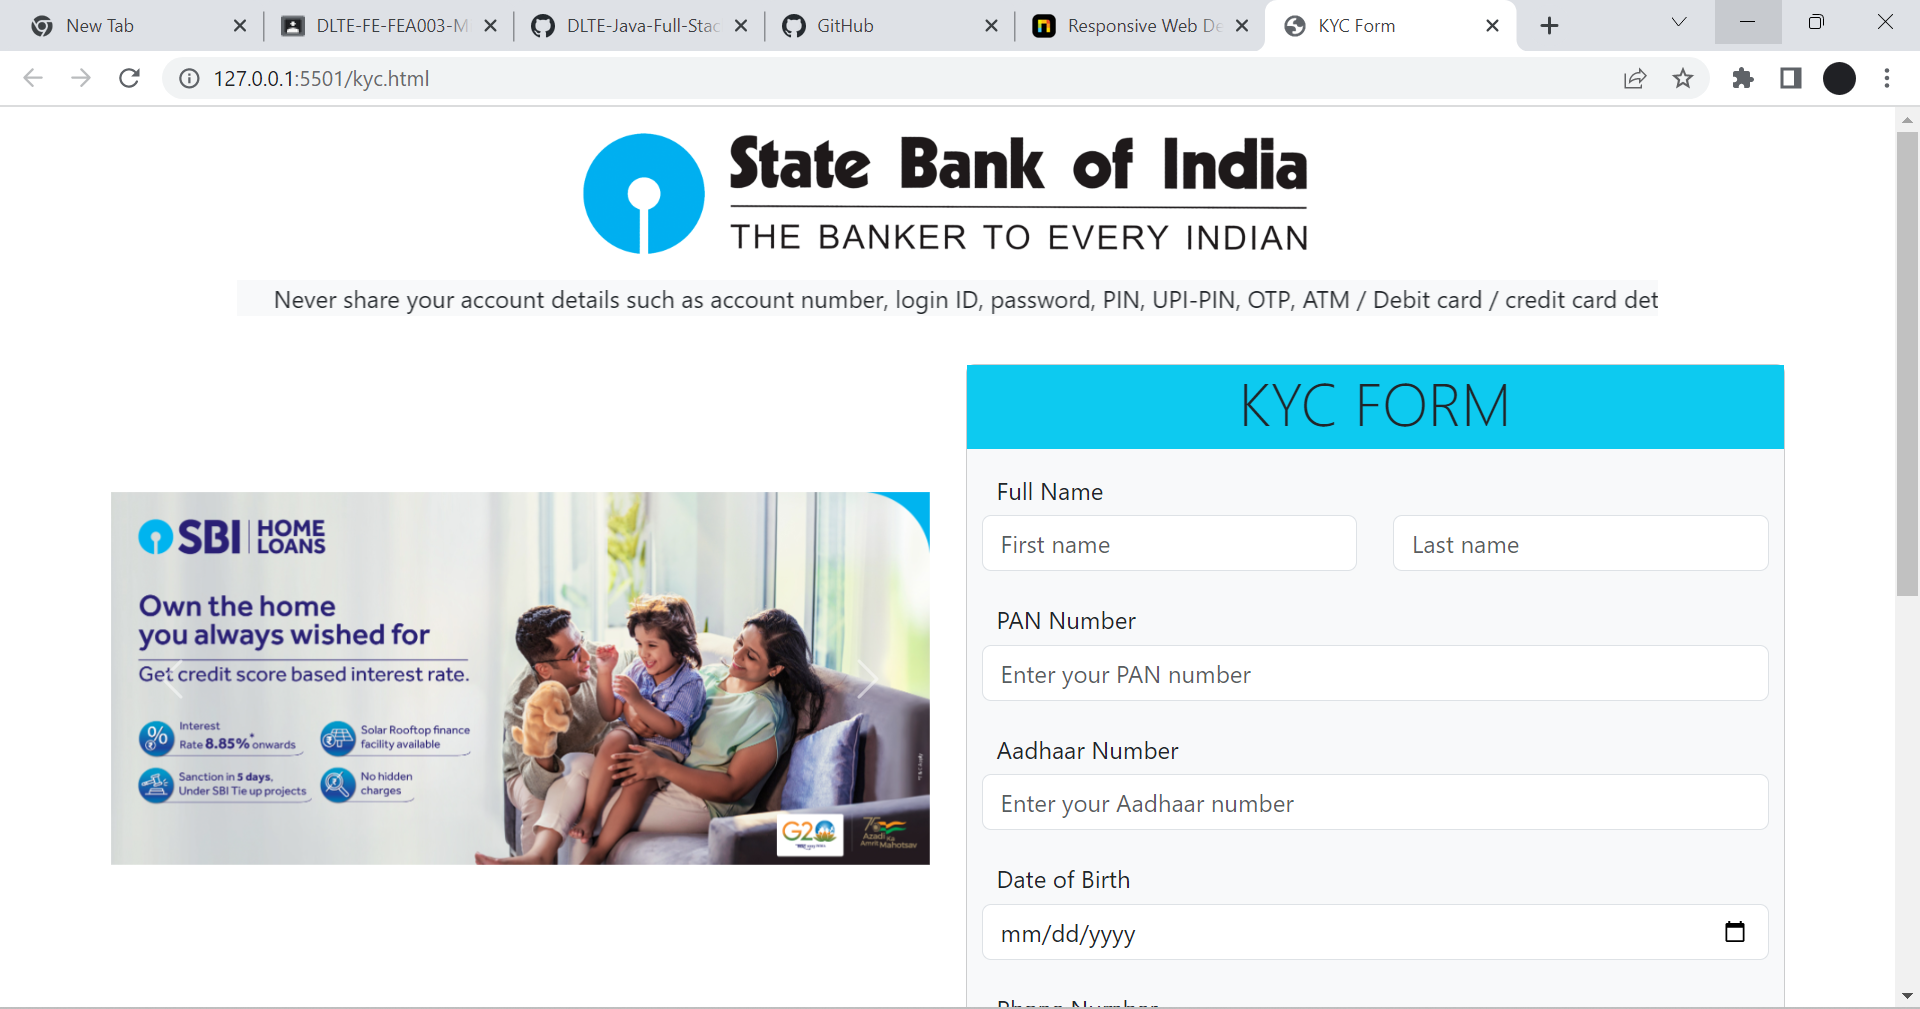 New Tab
DLTE-FE-FEA003-M
DLTE-Java-Full-Stac
GitHub
Responsive Web De
KYC Form
127.0.0.1:5501/kyc.html
State Bank of India
THE BANKER TO EVERY INDIAN
Never share your account details such as account number, login ID, password, PIN, UPI-PIN, OTP, ATM / Debit card / credit card det
SBI HOME
LOANS
Own the home
you always wished for
Get credit score based interest rate.
Interest
Rate 8.85%* onwards
Solar Rooftop finance
facility available
Sanction in 5 days,
Under SBI Tie up projects
No hidden
charges
G20
Azadi Ka
Amrit Mahotsav
KYC FORM
Full Name
First name
Last name
PAN Number
Enter your PAN number
Aadhaar Number
Enter your Aadhaar number
Date of Birth
mm/dd/yyyy
Phone Number